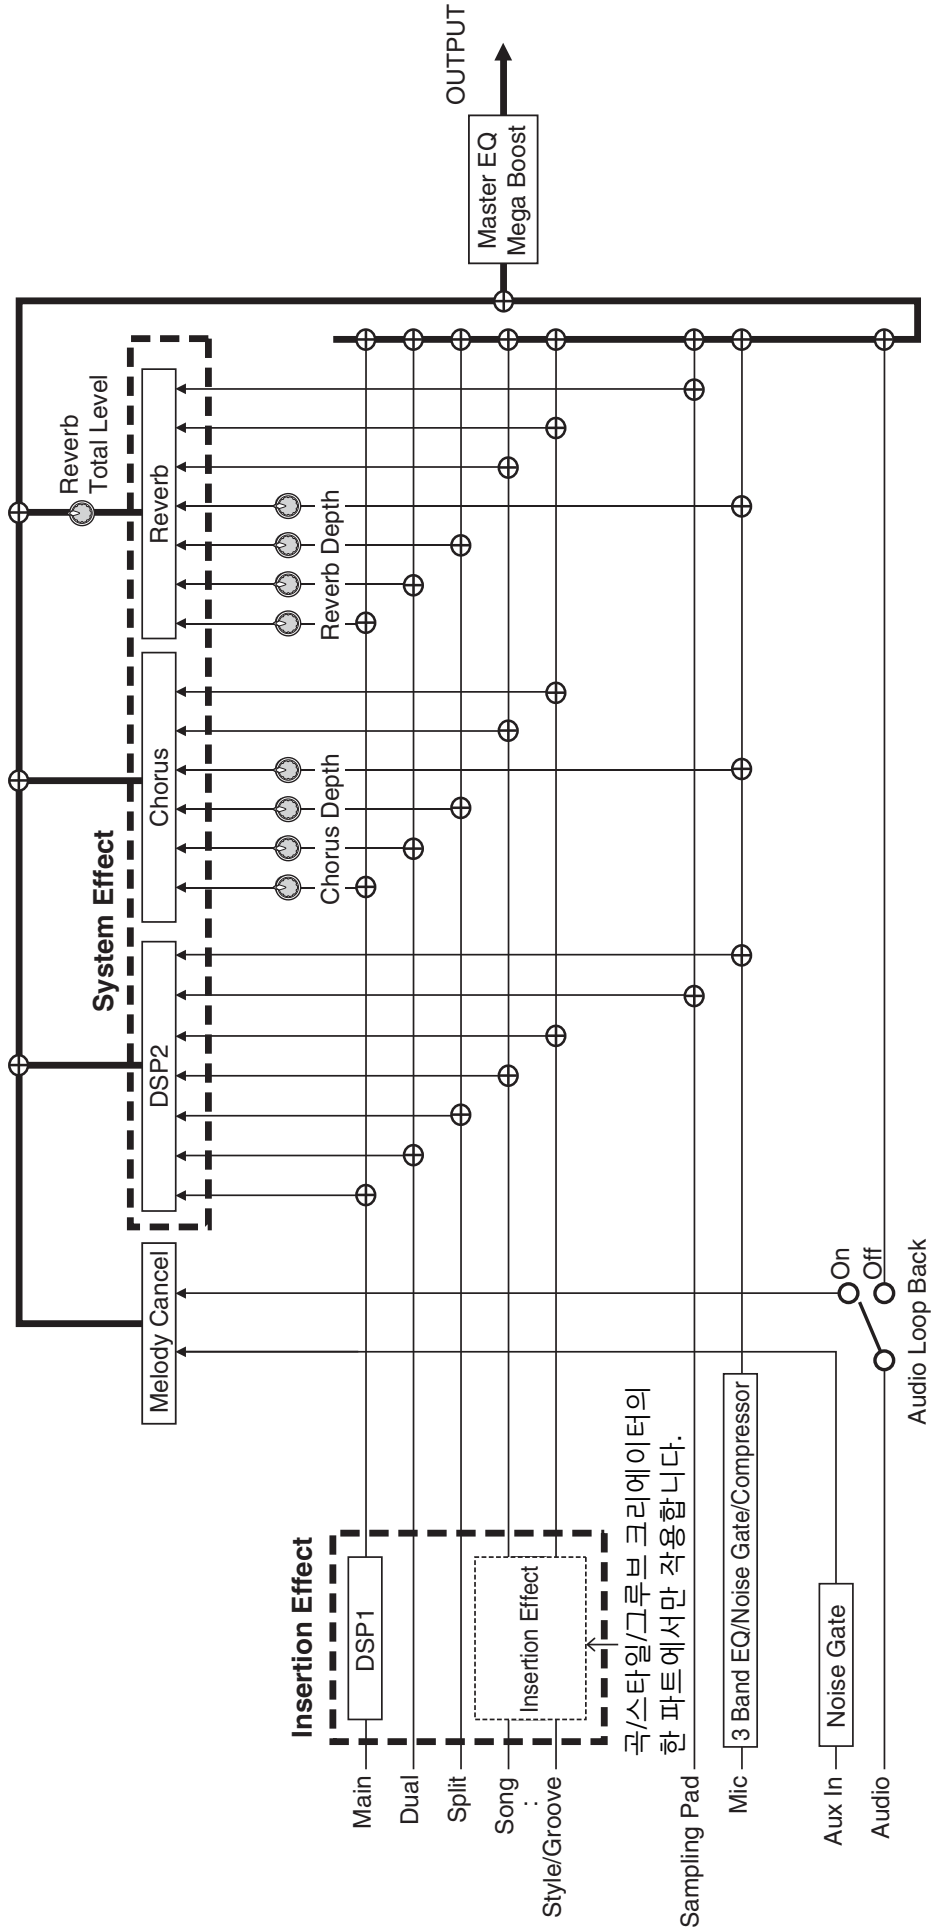 OUTPUT
Master EQ
Mega Boost
Reverb
Total Level
System Effect
Melody Cancel
DSP2
Chorus
Reverb
Chorus Depth
Reverb Depth
Insertion Effect
DSP1
Insertion Effect
Main
Dual
Split
Song
:
Style/Groove
곡/스타일/그루브 크리에이터의
한 파트에서만 작용합니다.
Sampling Pad
Mic
3 Band EQ/Noise Gate/Compressor
Aux In
Noise Gate
Audio
On
Off
Audio Loop Back